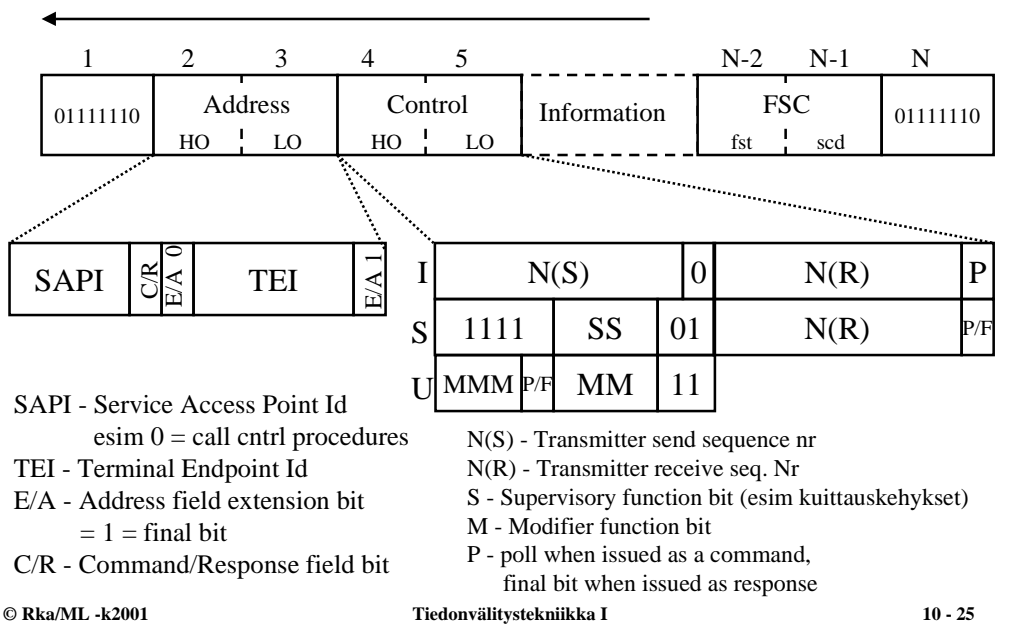 1 2 3 4 5 N-2 N-1 N
01111110 Address Control Information FSC 01111110
HO LO HO LO fst scd
SAPI C/R E/A 0 TEI E/A 1
I N(S) 0 N(R) P
S 1111 SS 01 N(R) P/F
U MMM P/F MM 11
SAPI - Service Access Point Id
esim 0 = call cntrl procedures
TEI - Terminal Endpoint Id
E/A - Address field extension bit
= 1 = final bit
C/R - Command/Response field bit
N(S) - Transmitter send sequence nr
N(R) - Transmitter receive seq. Nr
S - Supervisory function bit (esim kuittauskehykset)
M - Modifier function bit
P - poll when issued as a command,
final bit when issued as response
© Rka/ML -k2001 Tiedonvälitystekniikka I 10 - 25